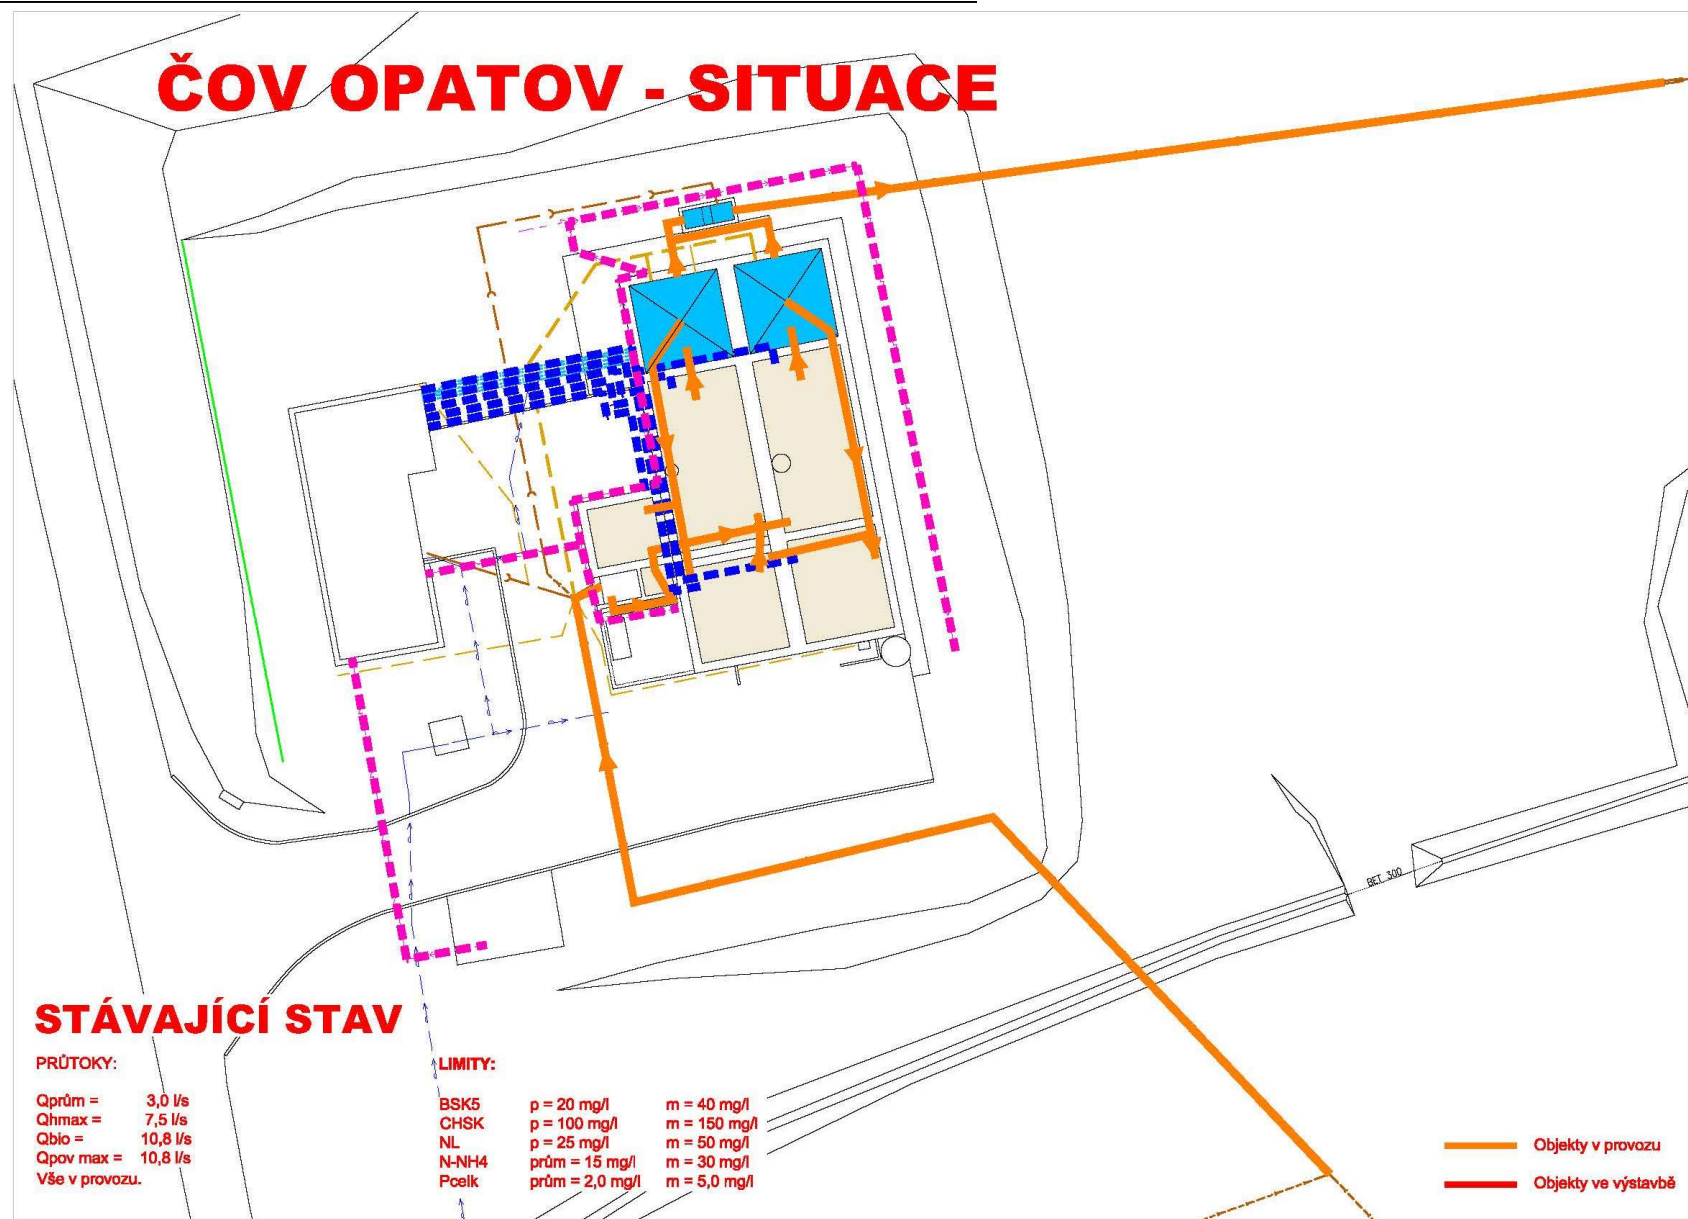 ČOV OPATOV - SITUACE
BET 300
STÁVAJÍCÍ STAV
PRŮTOKY:
Qprům = 3,0 l/s
Qhmax = 7,5 l/s
Qbio = 10,8 l/s
Qpov max = 10,8 l/s
Vše v provozu.
LIMITY:
BSK5 p = 20 mg/l m = 40 mg/l
CHSK p = 100 mg/l m = 150 mg/l
NL p = 25 mg/l m = 50 mg/l
N-NH4 prům = 15 mg/l m = 30 mg/l
Pcelk prům = 2,0 mg/l m = 5,0 mg/l
Objekty v provozu
Objekty ve výstavbě